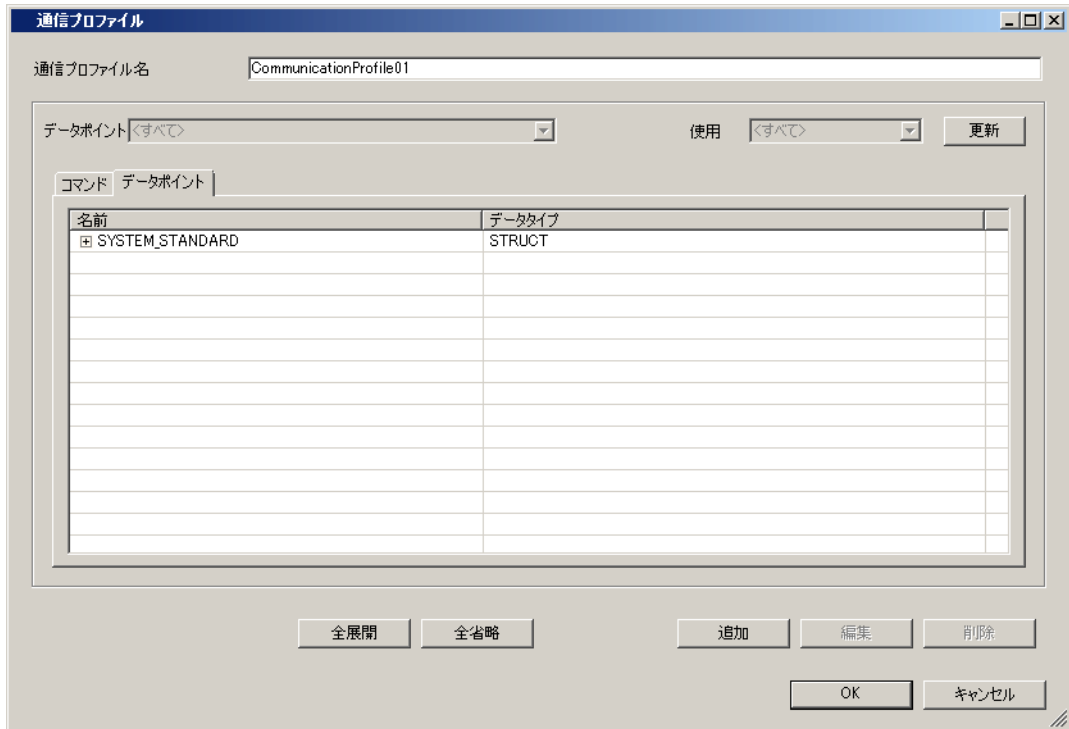 通信プロファイル
通信プロファイル名 CommunicationProfile01
データポイント <すべて> 使用 <すべて> 更新
コマンド データポイント
名前 データタイプ
SYSTEM_STANDARD STRUCT
全展開 全省略 追加 編集 削除
OK キャンセル